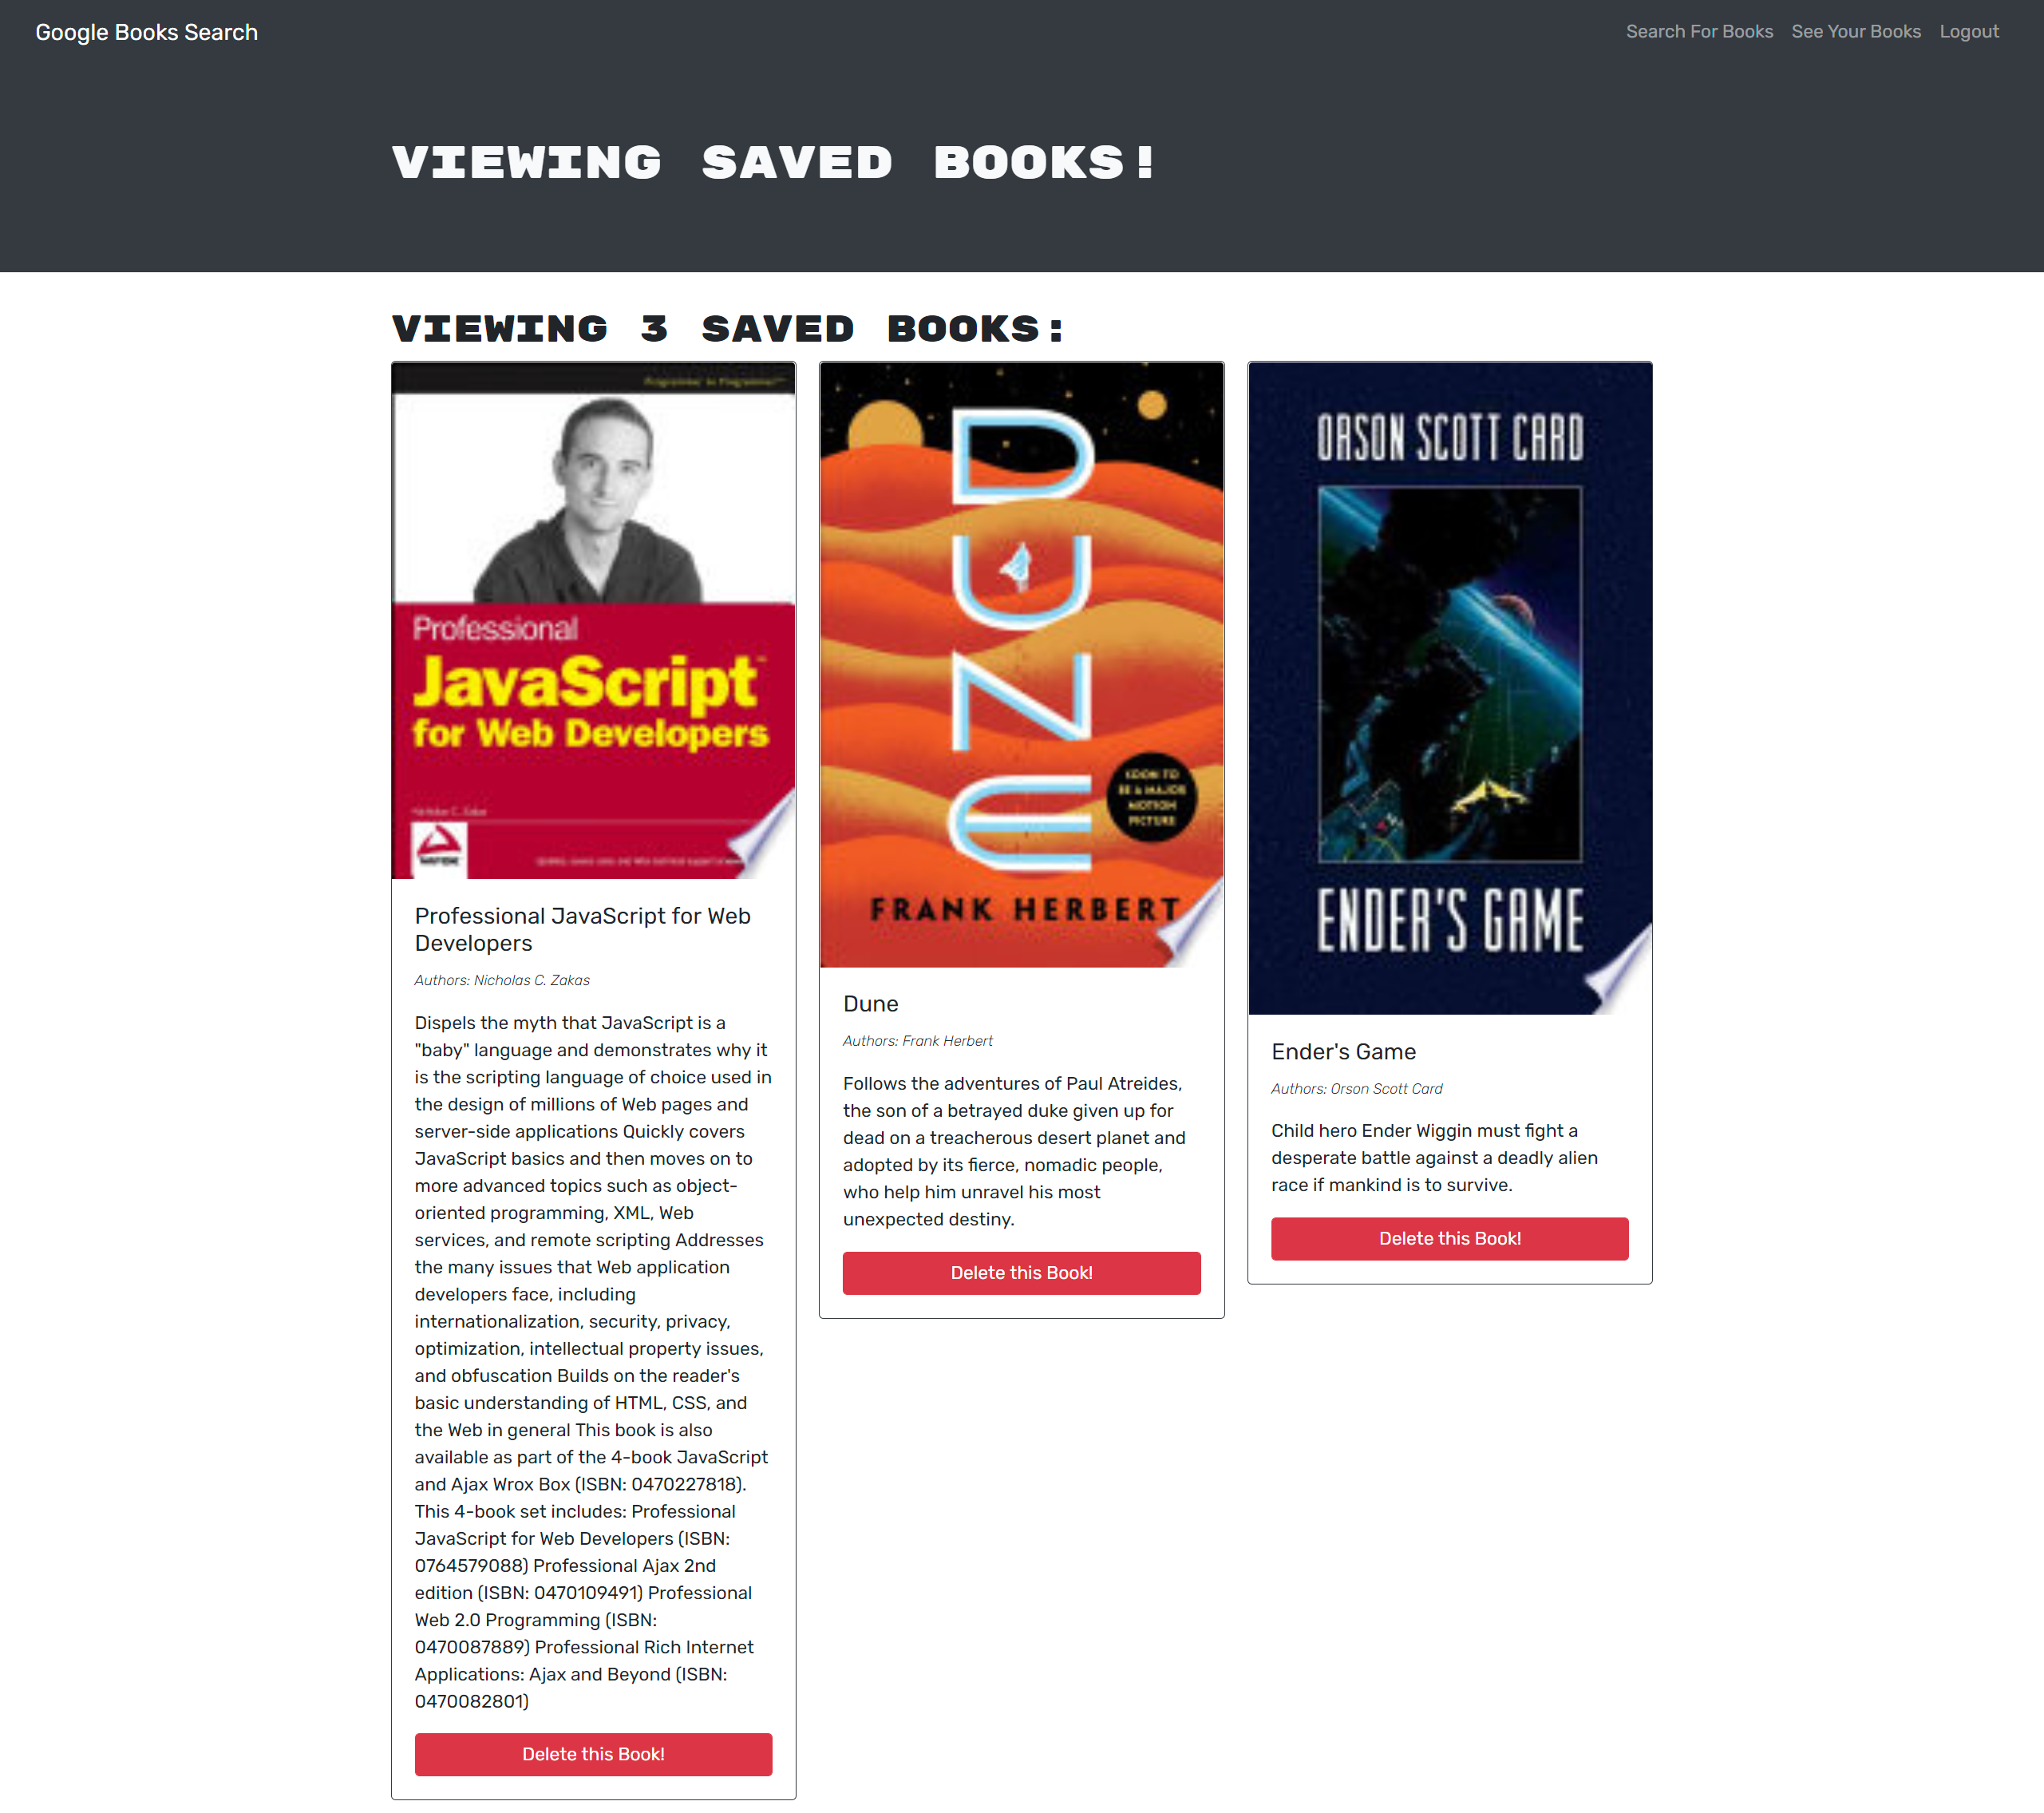 Google Books Search
Search For Books See Your Books Logout
VIEWING SAVED BOOKS!
VIEWING 3 SAVED BOOKS:
Programmer to Programmer™
Professional
JavaScript™
for Web Developers
Nicholas C. Zakas
Professional JavaScript for Web
Developers
Authors: Nicholas C. Zakas
Dispels the myth that JavaScript is a
"baby" language and demonstrates why it
is the scripting language of choice used in
the design of millions of Web pages and
server-side applications Quickly covers
JavaScript basics and then moves on to
more advanced topics such as object-
oriented programming, XML, Web
services, and remote scripting Addresses
the many issues that Web application
developers face, including
internationalization, security, privacy,
optimization, intellectual property issues,
and obfuscation Builds on the reader's
basic understanding of HTML, CSS, and
the Web in general This book is also
available as part of the 4-book JavaScript
and Ajax Wrox Box (ISBN: 0470227818).
This 4-book set includes: Professional
JavaScript for Web Developers (ISBN:
0764579088) Professional Ajax 2nd
edition (ISBN: 0470109491) Professional
Web 2.0 Programming (ISBN:
0470087889) Professional Rich Internet
Applications: Ajax and Beyond (ISBN:
0470082801)
Delete this Book!
DUNE
SOON TO
BE A MAJOR
MOTION
PICTURE
FRANK HERBERT
Dune
Authors: Frank Herbert
Follows the adventures of Paul Atreides,
the son of a betrayed duke given up for
dead on a treacherous desert planet and
adopted by its fierce, nomadic people,
who help him unravel his most
unexpected destiny.
Delete this Book!
ORSON SCOTT CARD
ENDER'S GAME
Ender's Game
Authors: Orson Scott Card
Child hero Ender Wiggin must fight a
desperate battle against a deadly alien
race if mankind is to survive.
Delete this Book!